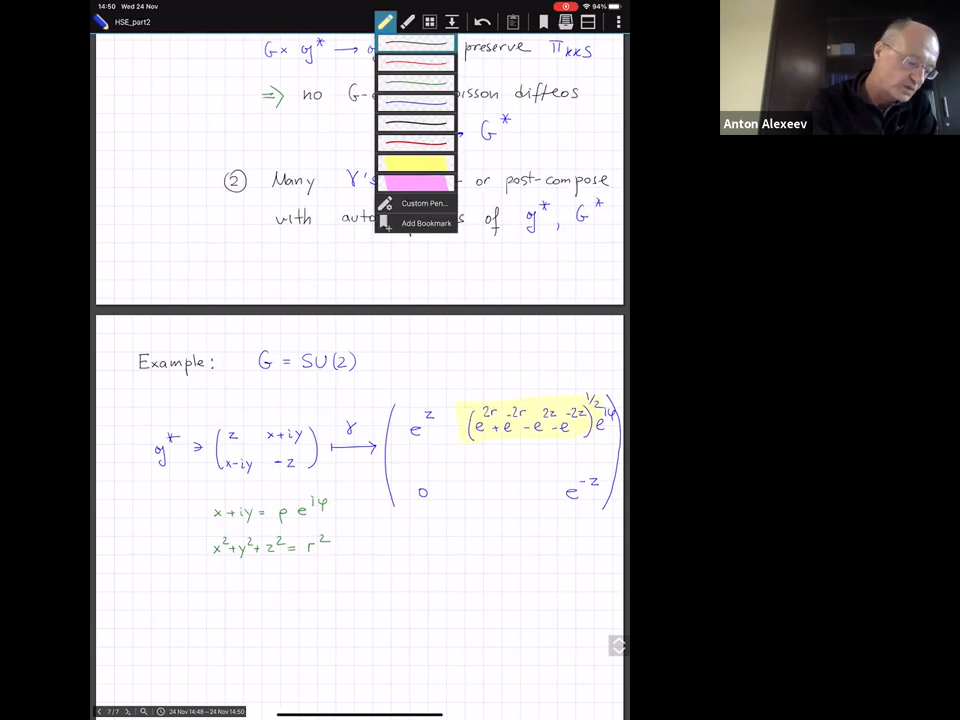 14:50 Wed 24 Nov 94%
HSE_part2
G × g* → preserve π_KKS
⇒ no G- isson diffeos
G*
② Many γ's - or post-compose
with auto s of g*, G*
Custom Pen...
Add Bookmark
Anton Alexeev
Example: G = SU(2)
g* ∋ ( z x+iy ; x-iy -z ) ⟼^γ ( e^z (e^{2r} + e^{-2r} - e^{2z} - e^{-2z})^{1/2} e^{iφ} ; 0 e^{-z} )
x+iy = ρ e^{iφ}
x² + y² + z² = r²
7/7 24 Nov 14:48 – 24 Nov 14:50